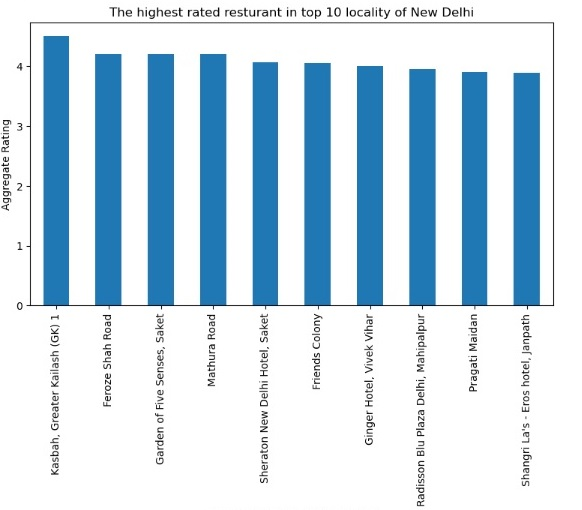 The highest rated resturant in top 10 locality of New Delhi
Aggregate Rating
4
3
2
1
0
Kasbah, Greater Kailash (GK) 1
Feroze Shah Road
Garden of Five Senses, Saket
Mathura Road
Sheraton New Delhi Hotel, Saket
Friends Colony
Ginger Hotel, Vivek Vihar
Radisson Blu Plaza Delhi, Mahipalpur
Pragati Maidan
Shangri La's - Eros hotel, Janpath